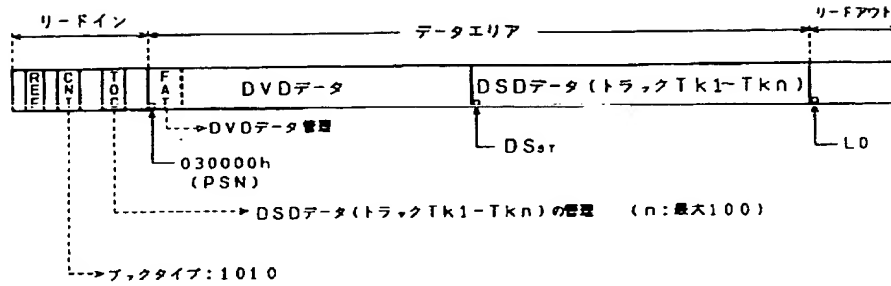 リードイン
データエリア
リードアウト
REF
CNT
TOC
FAT
DVDデータ
DSDデータ(トラックTk1~Tkn)
DVDデータ管理
030000h
(PSN)
DSST
LO
DSDデータ(トラックTk1-Tkn)の管理 (n:最大100)
ブックタイプ:1010